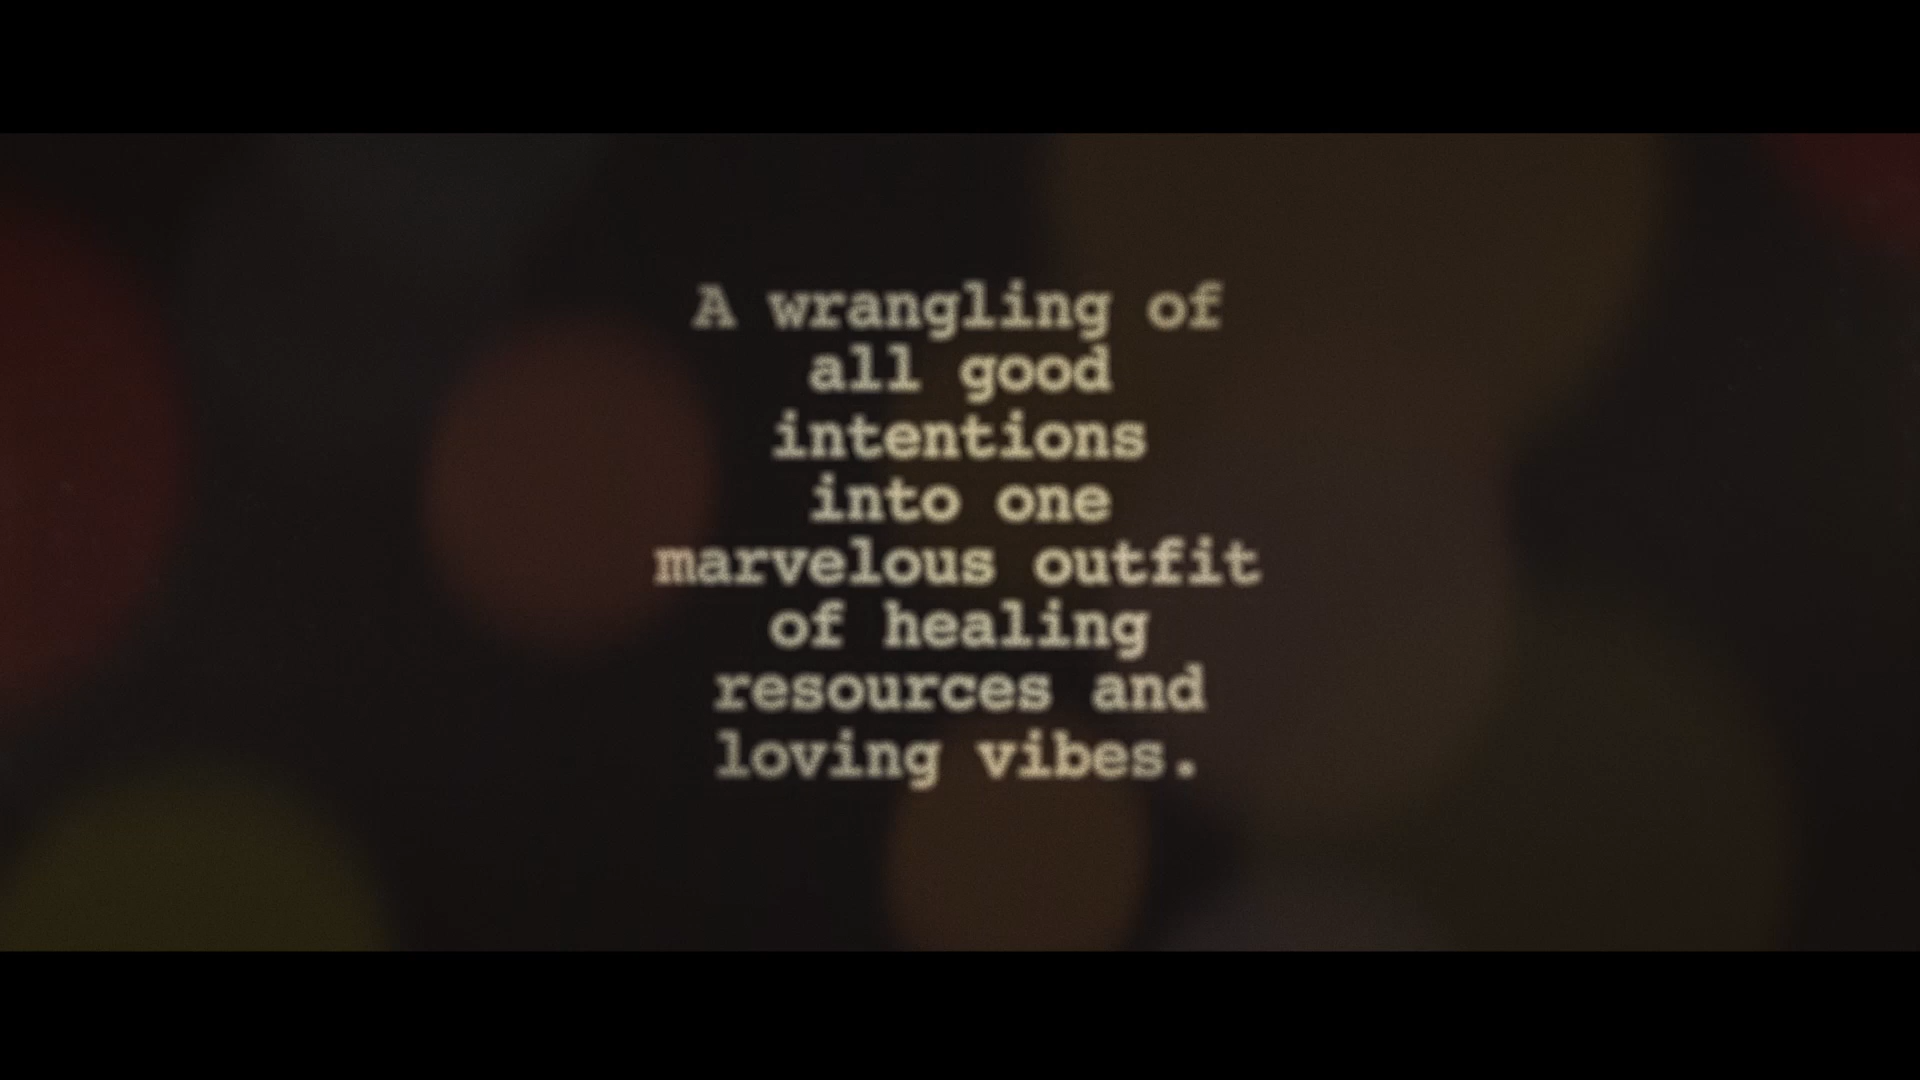 A wrangling of
all good
intentions
into one
marvelous outfit
of healing
resources and
loving vibes.